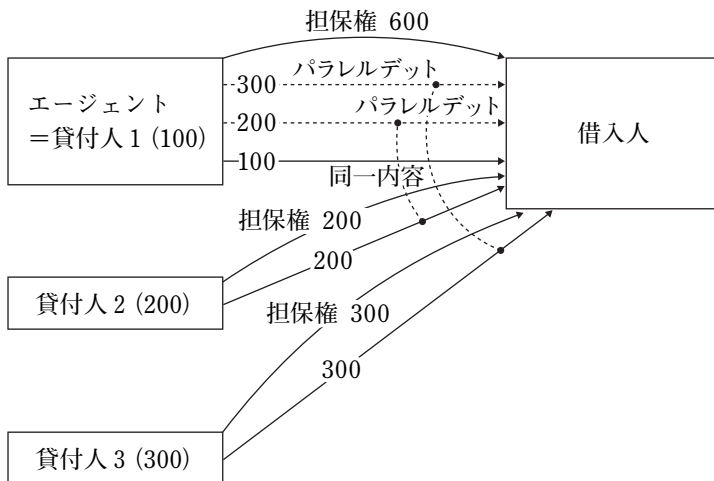 担保権 600
エージェント
＝貸付人 1 (100)
300
パラレルデット
200
パラレルデット
100
同一内容
借入人
担保権 200
200
貸付人 2 (200)
担保権 300
300
貸付人 3 (300)